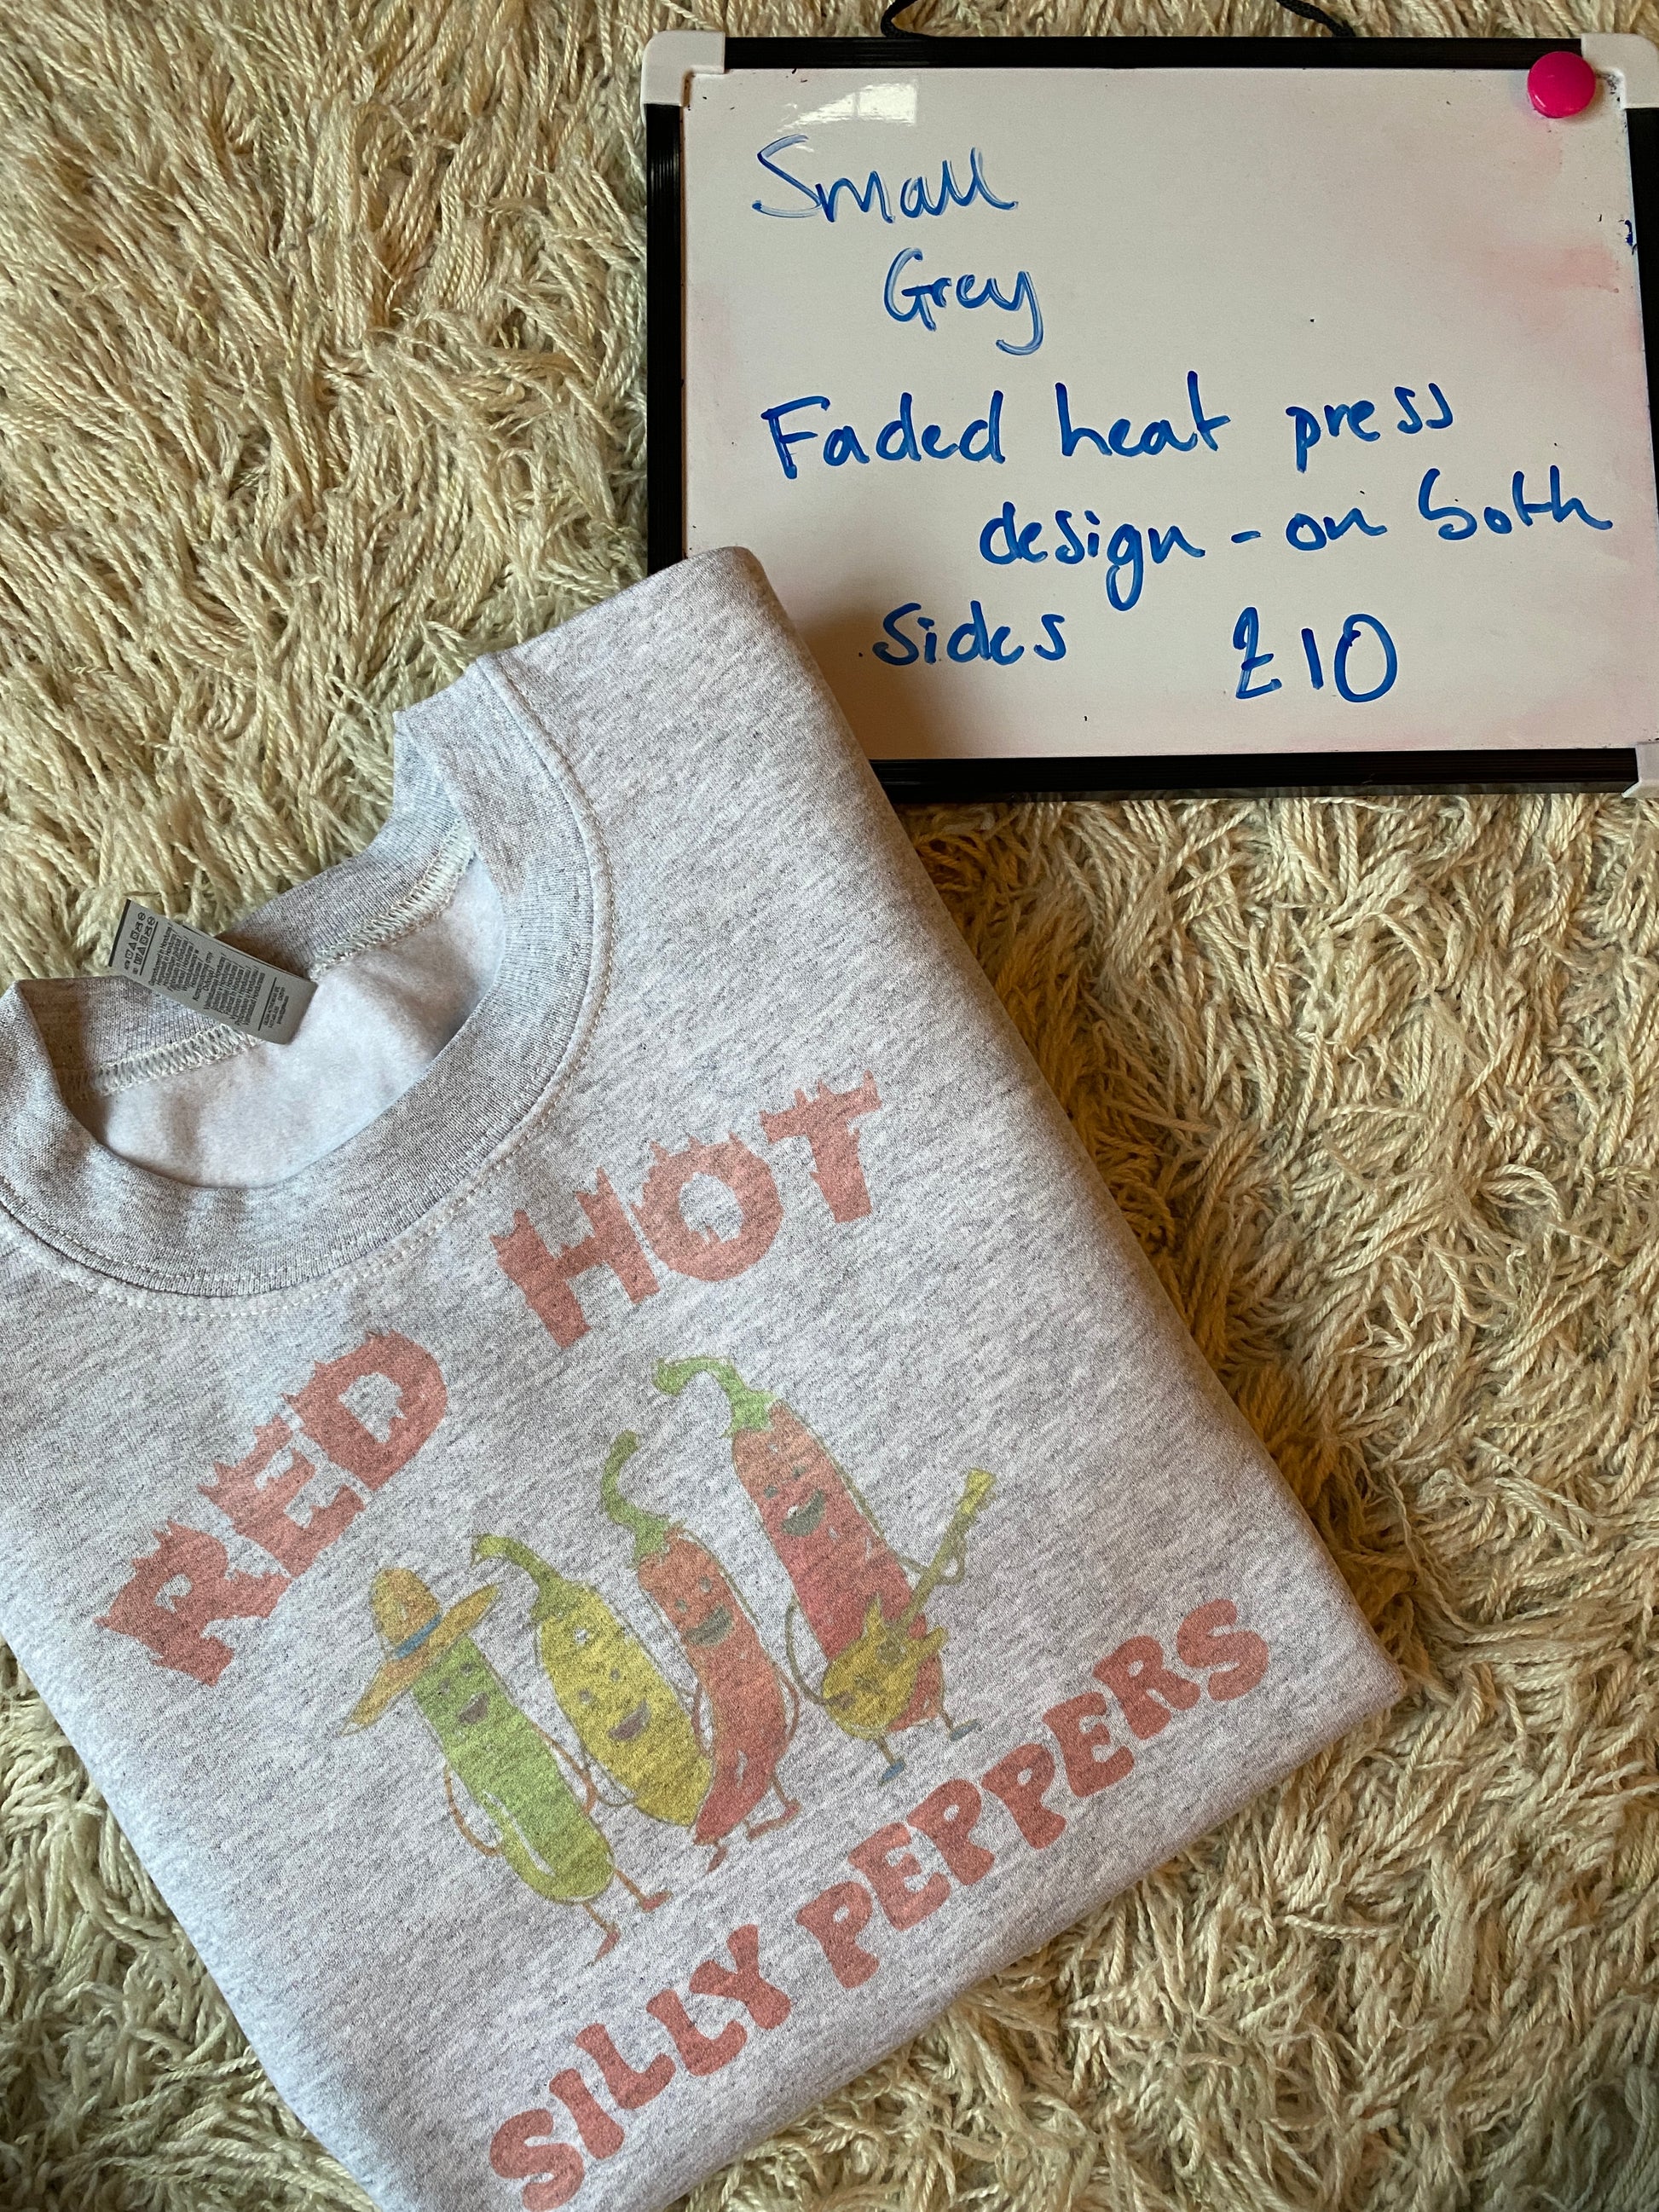 Small
Grey
Faded heat press
design - on both
sides £10
RED HOT
SILLY PEPPERS